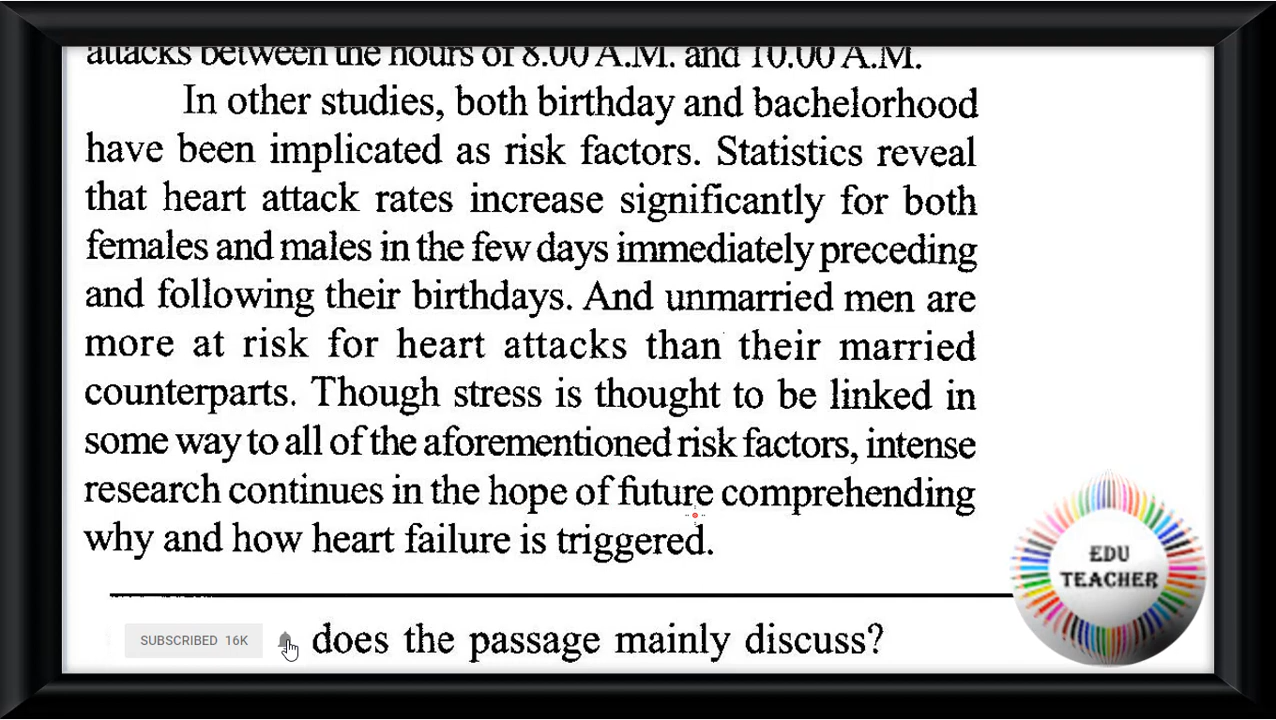 attacks between the hours of 8.00 A.M. and 10.00 A.M.
In other studies, both birthday and bachelorhood
have been implicated as risk factors. Statistics reveal
that heart attack rates increase significantly for both
females and males in the few days immediately preceding
and following their birthdays. And unmarried men are
more at risk for heart attacks than their married
counterparts. Though stress is thought to be linked in
some way to all of the aforementioned risk factors, intense
research continues in the hope of future comprehending
why and how heart failure is triggered.
does the passage mainly discuss?
SUBSCRIBED 16K
EDU
TEACHER